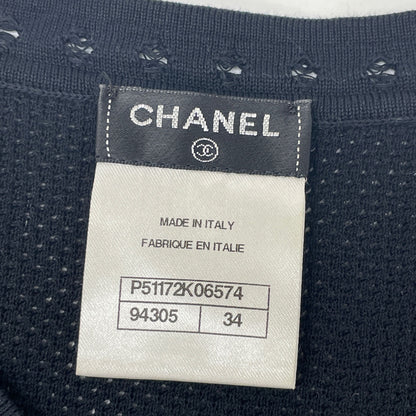 CHANEL
MADE IN ITALY
FABRIQUE EN ITALIE
P51172K06574
94305 34